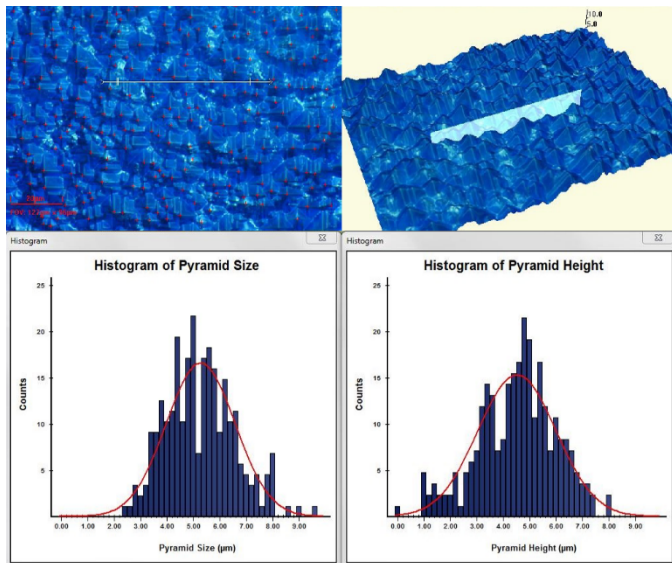 10.0
5.0
Histogram
Histogram of Pyramid Size
25
20
15
10
5
Counts
0.00 1.00 2.00 3.00 4.00 5.00 6.00 7.00 8.00 9.00
Pyramid Size (µm)
Histogram
Histogram of Pyramid Height
25
20
15
10
5
Counts
0.00 1.00 2.00 3.00 4.00 5.00 6.00 7.00 8.00 9.00
Pyramid Height (µm)